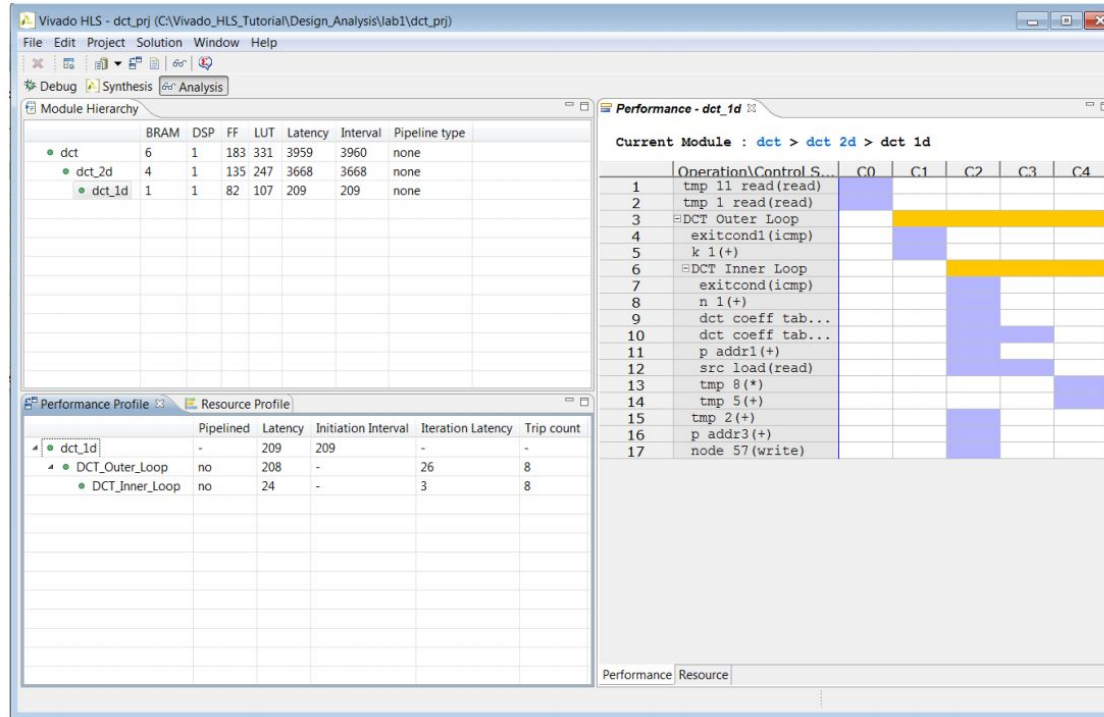 Vivado HLS - dct_prj (C:\Vivado_HLS_Tutorial\Design_Analysis\lab1\dct_prj)
File Edit Project Solution Window Help
Debug Synthesis Analysis
Module Hierarchy
BRAM DSP FF LUT Latency Interval Pipeline type
dct 6 1 183 331 3959 3960 none
dct_2d 4 1 135 247 3668 3668 none
dct_1d 1 1 82 107 209 209 none
Performance Profile Resource Profile
Pipelined Latency Initiation Interval Iteration Latency Trip count
dct_1d - 209 209 - -
DCT_Outer_Loop no 208 - 26 8
DCT_Inner_Loop no 24 - 3 8
Performance - dct_1d
Current Module : dct > dct 2d > dct 1d
Operation\Control S... C0 C1 C2 C3 C4
1 tmp 11 read(read)
2 tmp 1 read(read)
3 DCT Outer Loop
4 exitcond1(icmp)
5 k 1(+)
6 DCT Inner Loop
7 exitcond(icmp)
8 n 1(+)
9 dct coeff tab...
10 dct coeff tab...
11 p addr1(+)
12 src load(read)
13 tmp 8(*)
14 tmp 5(+)
15 tmp 2(+)
16 p addr3(+)
17 node 57(write)
Performance Resource